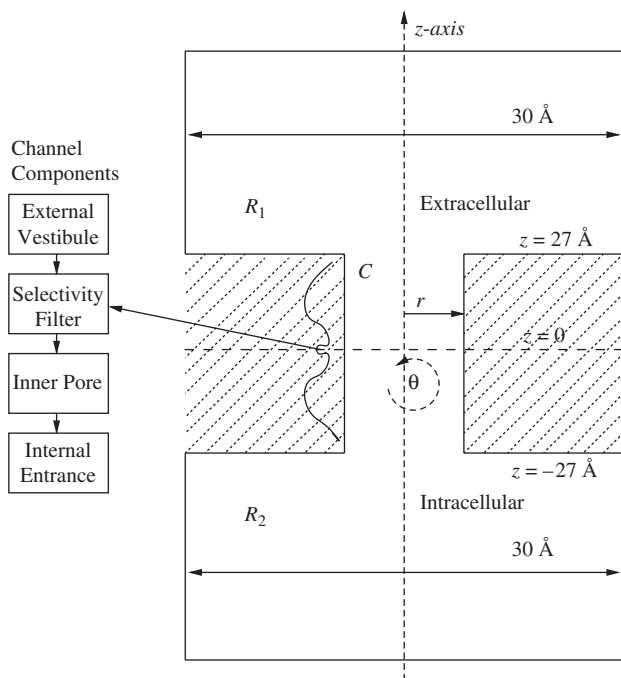 z-axis
30 Å
Channel
Components
External
Vestibule
Selectivity
Filter
Inner Pore
Internal
Entrance
R1
Extracellular
z = 27 Å
C
r
z = 0
θ
z = –27 Å
R2
Intracellular
30 Å